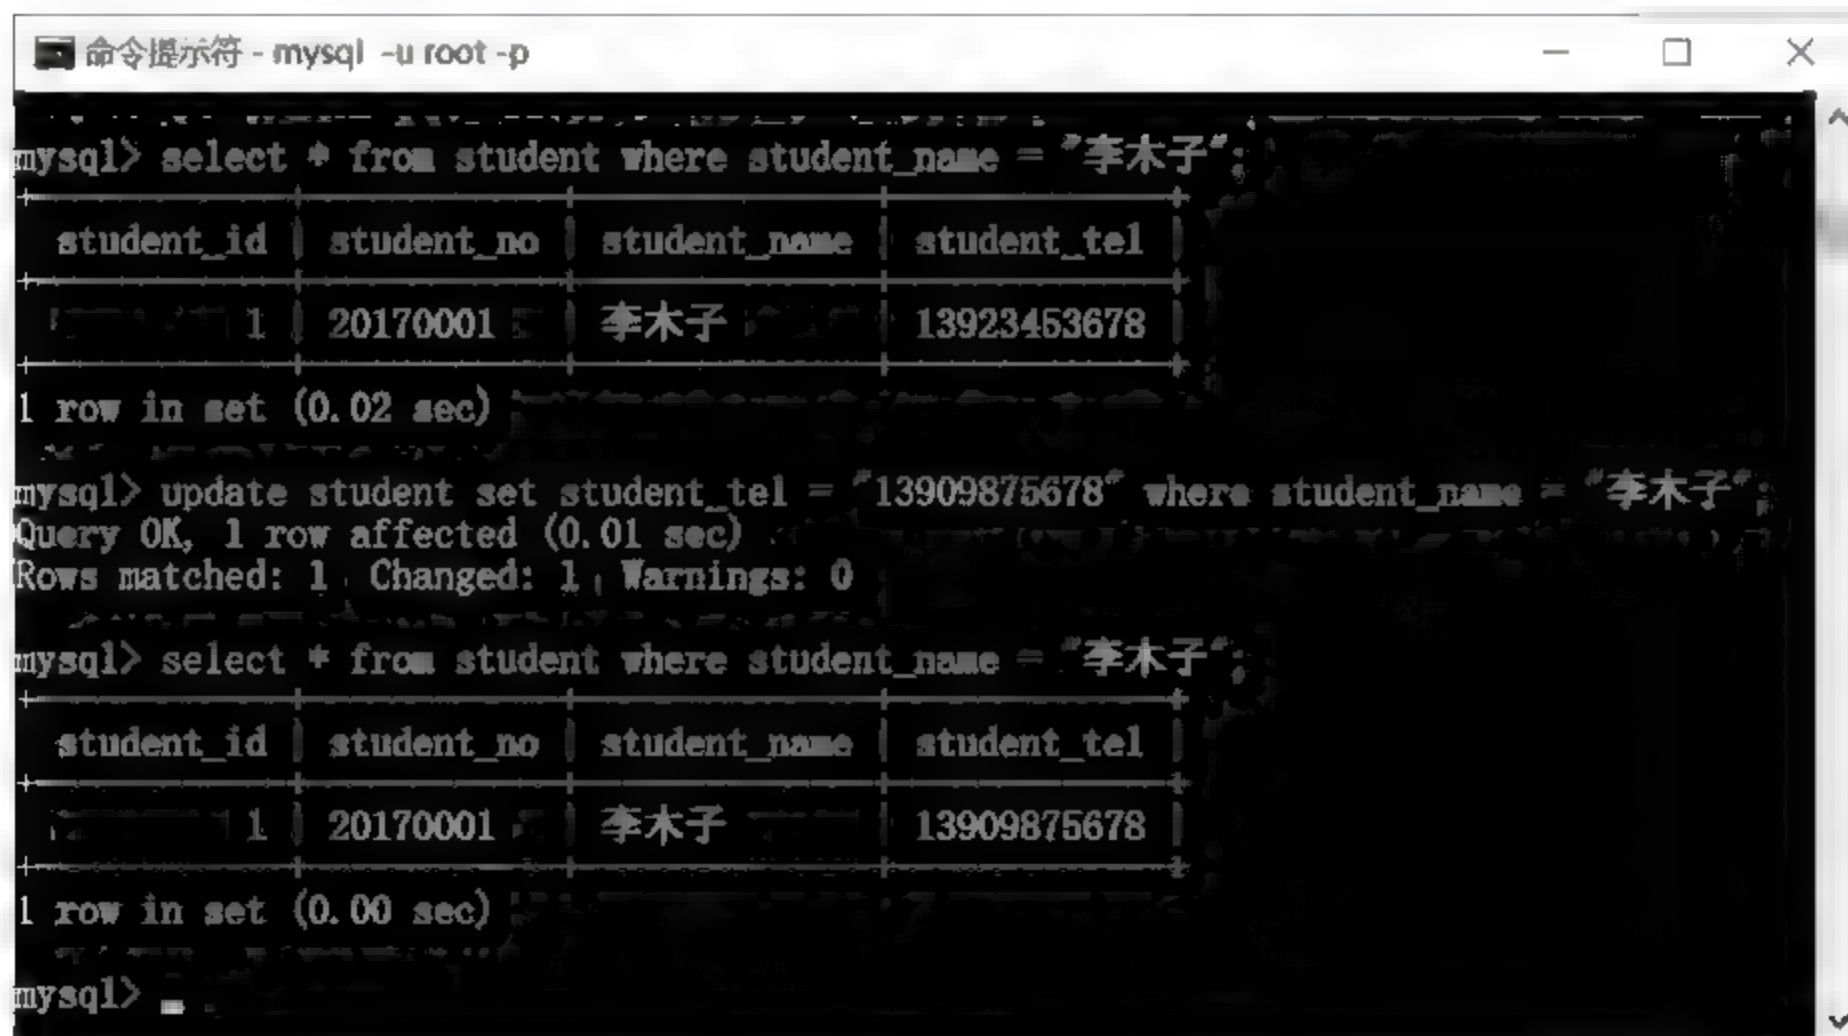 命令提示符 - mysql -u root -p
mysql> select * from student where student_name = "李木子";
student_id | student_no | student_name | student_tel |
1 | 20170001 | 李木子 | 13923453678 |
1 row in set (0.02 sec)
mysql> update student set student_tel = "13909875678" where student_name = "李木子";
Query OK, 1 row affected (0.01 sec)
Rows matched: 1 Changed: 1 Warnings: 0
mysql> select * from student where student_name = "李木子";
student_id | student_no | student_name | student_tel |
1 | 20170001 | 李木子 | 13909875678 |
1 row in set (0.00 sec)
mysql>